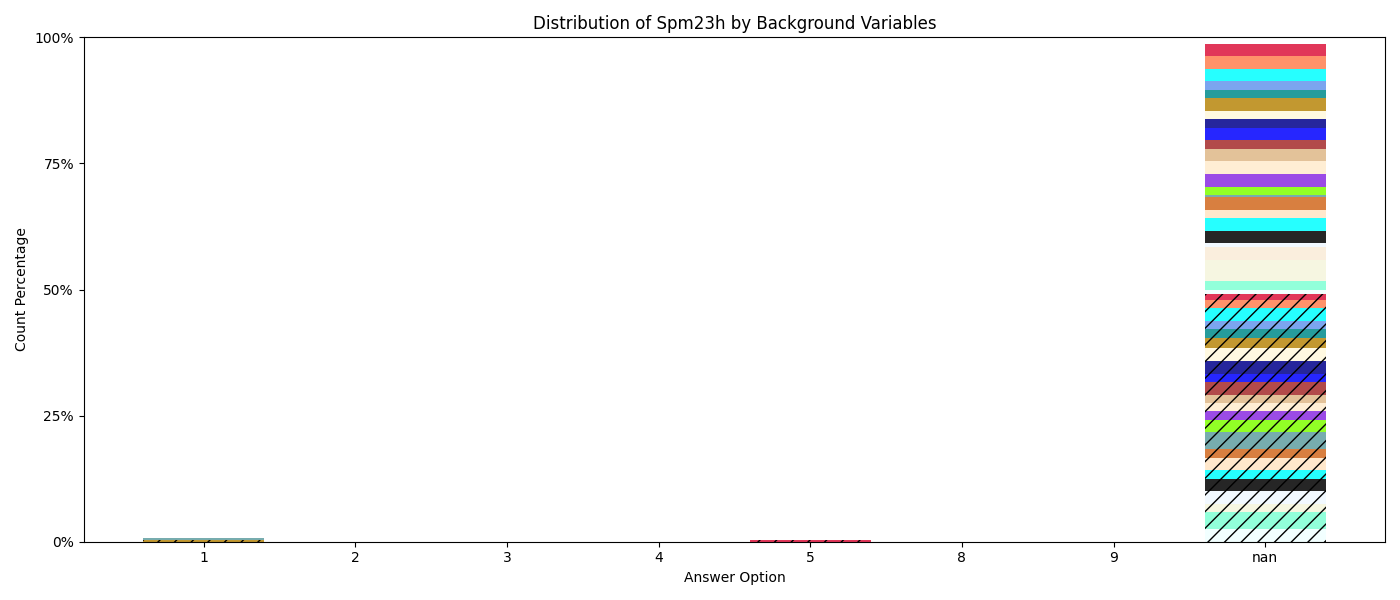 Distribution of Spm23h by Background Variables
100%
75%
50%
25%
0%
Count Percentage
1 2 3 4 5 8 9 nan
Answer Option